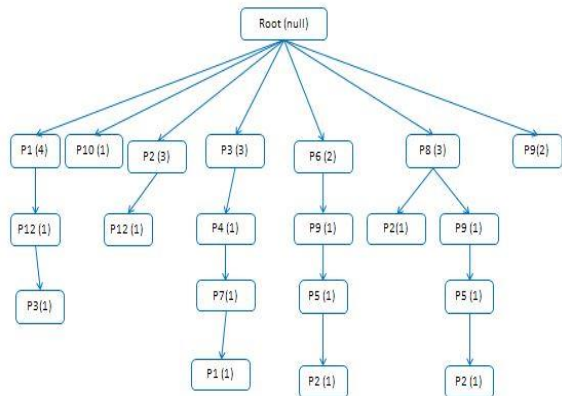 Root (null)
P1 (4)
P10 (1)
P2 (3)
P3 (3)
P6 (2)
P8 (3)
P9(2)
P12 (1)
P12 (1)
P4 (1)
P9 (1)
P2(1)
P9 (1)
P3(1)
P7(1)
P5 (1)
P5 (1)
P1 (1)
P2 (1)
P2 (1)